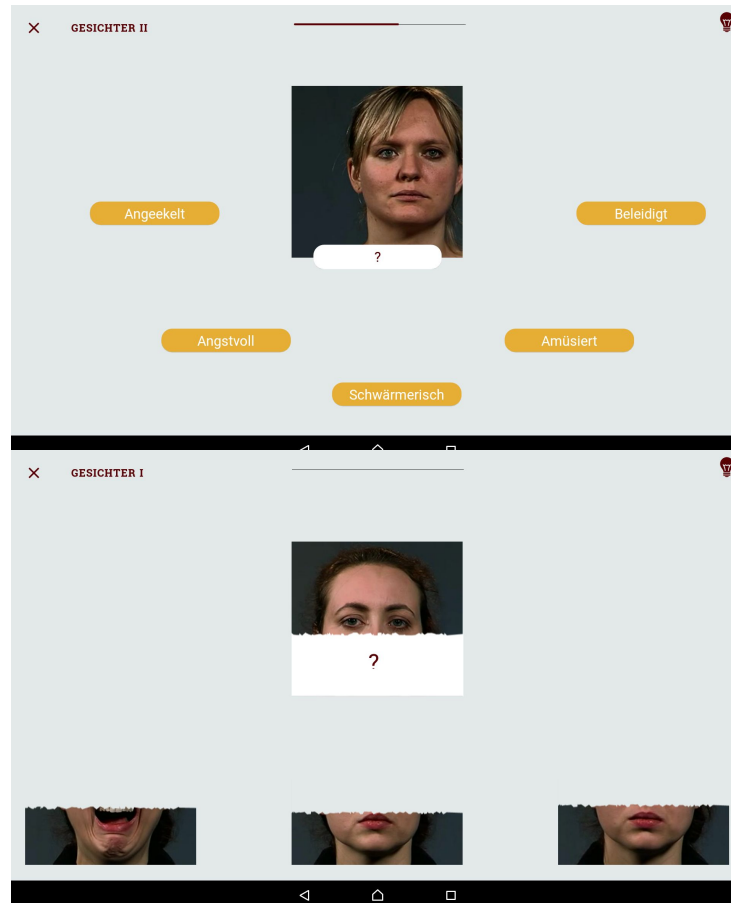 GESICHTER II
?
Angeekelt
Beleidigt
Angstvoll
Amüsiert
Schwärmerisch
GESICHTER I
?